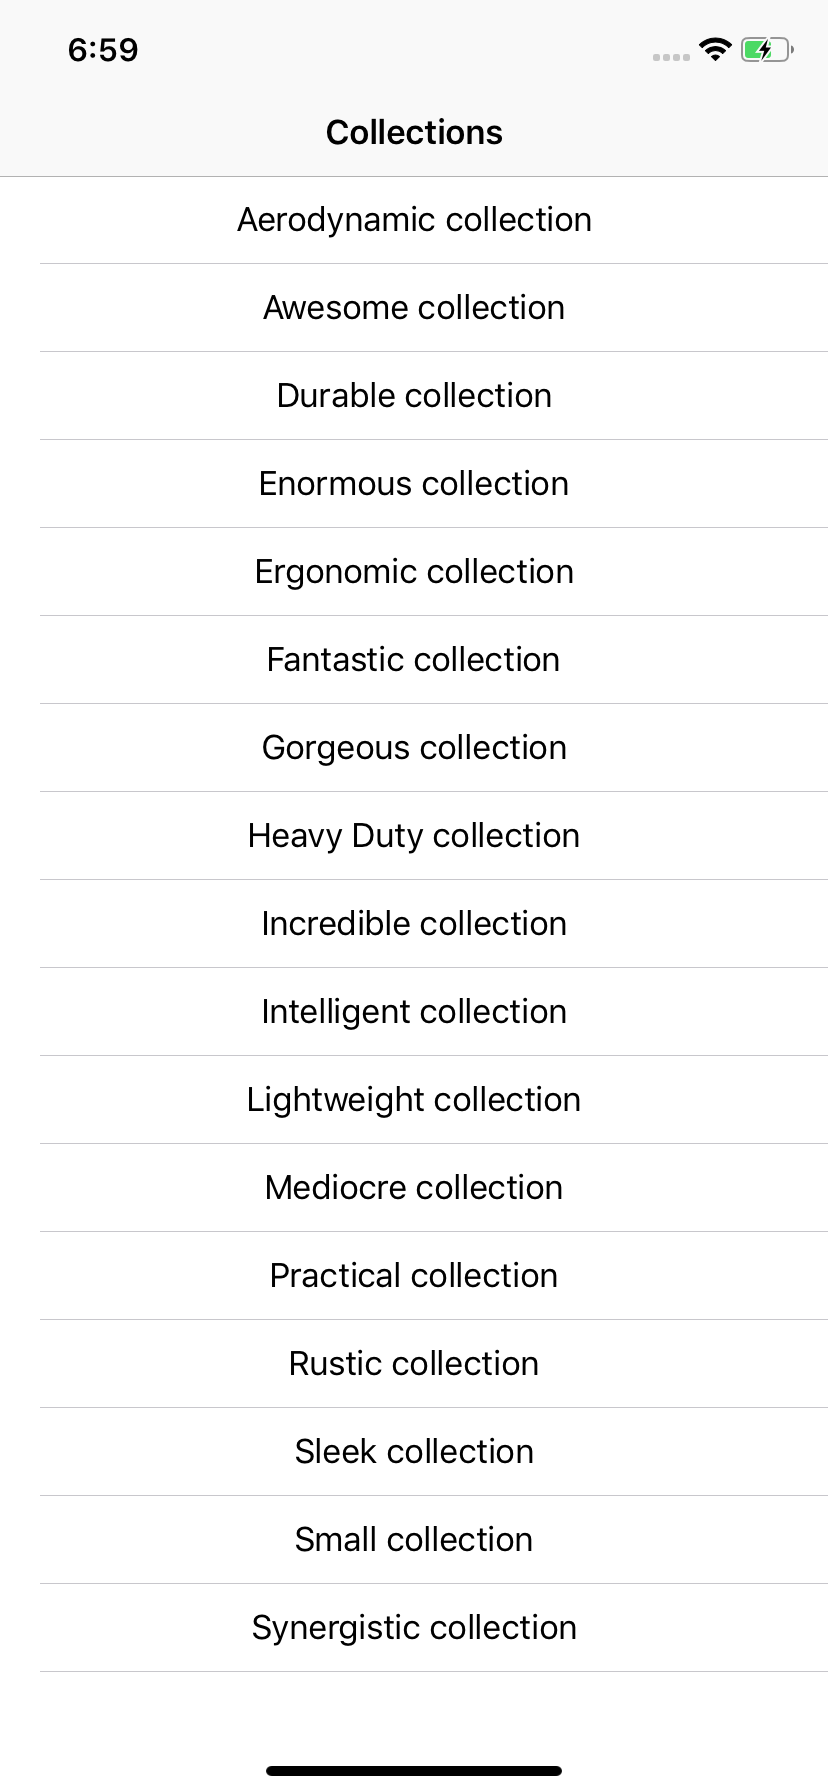 6:59
Collections
Aerodynamic collection
Awesome collection
Durable collection
Enormous collection
Ergonomic collection
Fantastic collection
Gorgeous collection
Heavy Duty collection
Incredible collection
Intelligent collection
Lightweight collection
Mediocre collection
Practical collection
Rustic collection
Sleek collection
Small collection
Synergistic collection